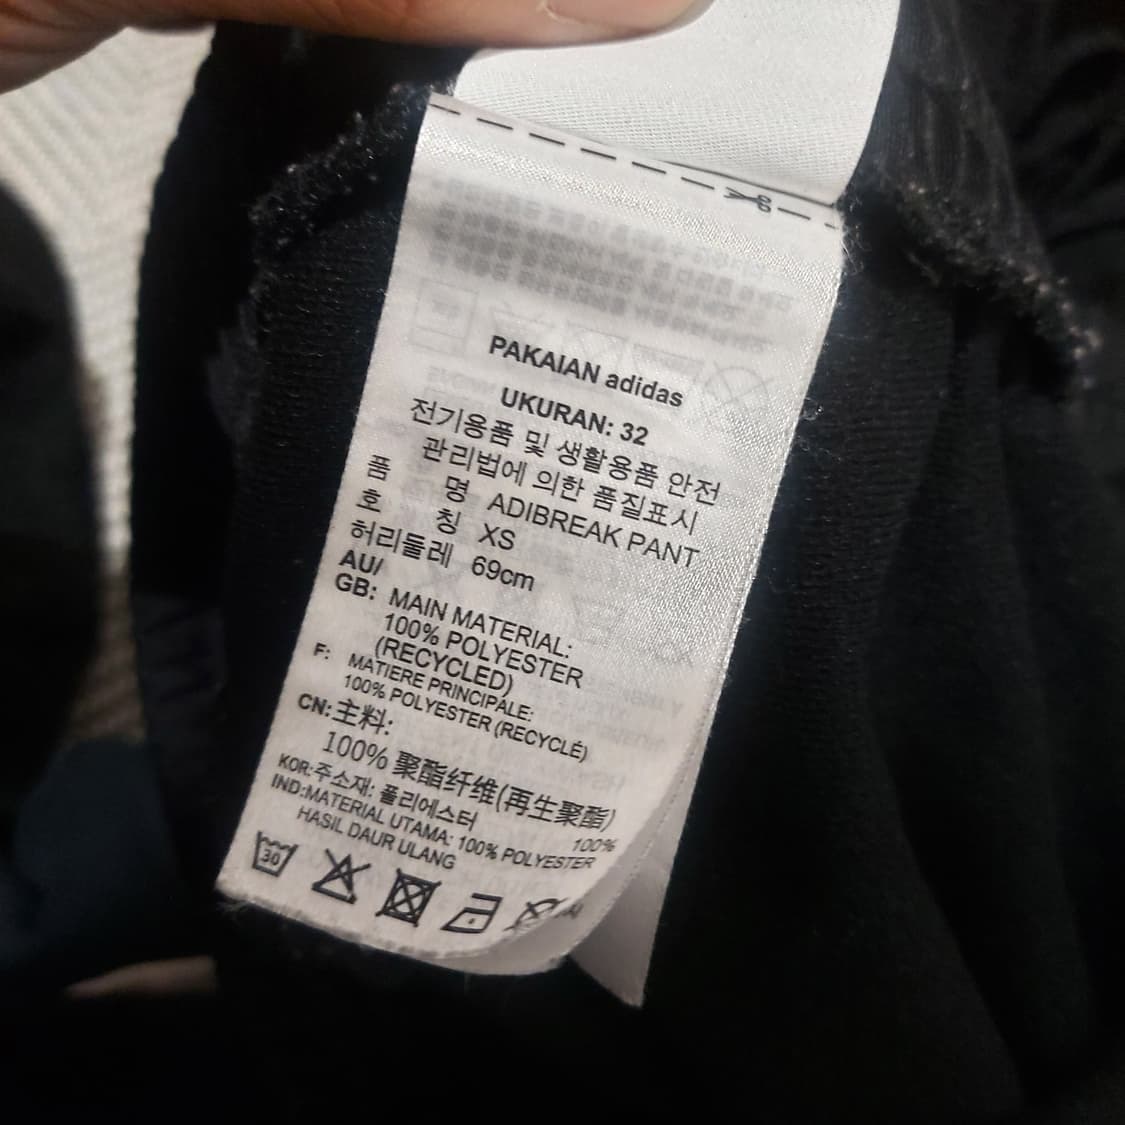 PAKAIAN adidas
UKURAN: 32
전기용품 및 생활용품 안전
관리법에 의한 품질표시
품 명 ADIBREAK PANT
호 칭 XS
허리둘레 69cm
AU/
GB: MAIN MATERIAL:
100% POLYESTER
(RECYCLED)
F: MATIERE PRINCIPALE:
100% POLYESTER (RECYCLÉ)
CN: 主料:
100% 聚酯纤维(再生聚酯)
KOR: 주소재: 폴리에스터 100%
IND: MATERIAL UTAMA: 100% POLYESTER
HASIL DAUR ULANG
30